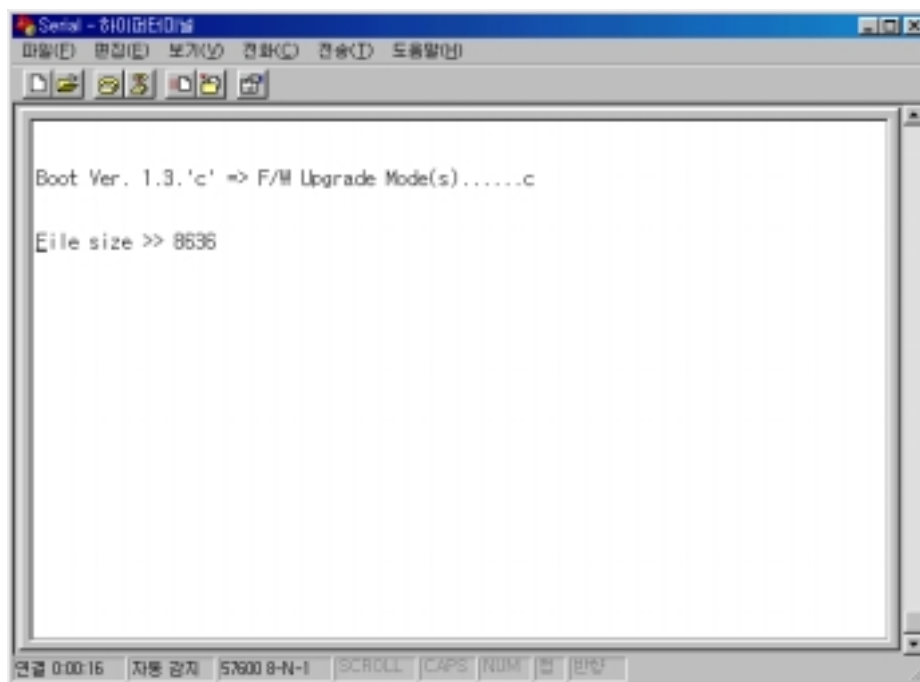 Serial - 하이퍼터미널
파일(F) 편집(E) 보기(V) 전화(C) 전송(T) 도움말(H)
Boot Ver. 1.3.'c' => F/W Upgrade Mode(s)......c
File size >> 8636
연결 0:00:16 자동 감지 57600 8-N-1 SCROLL CAPS NUM 캡 반향